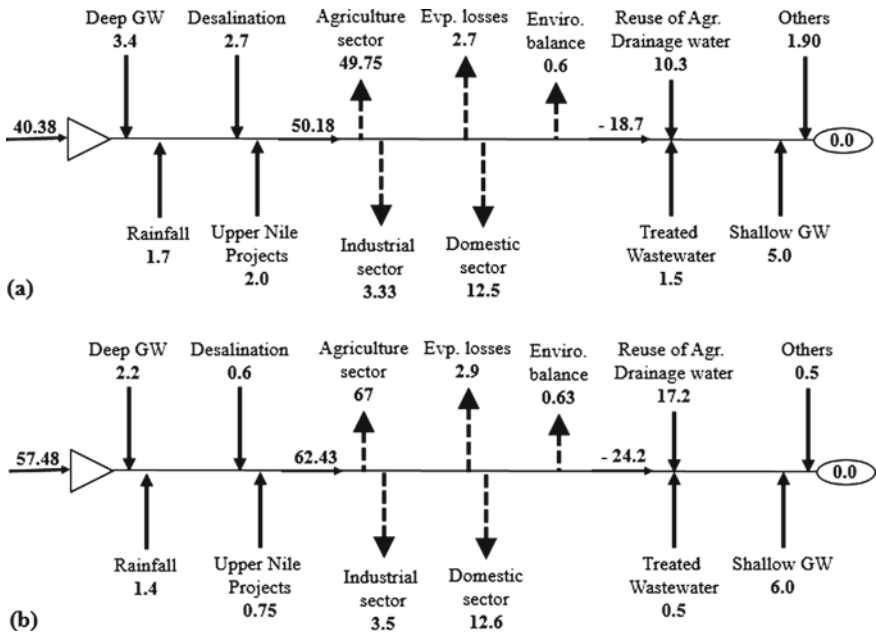 Deep GW
3.4
Desalination
2.7
Agriculture
sector
49.75
Evp. losses
2.7
Enviro.
balance
0.6
Reuse of Agr.
Drainage water
10.3
Others
1.90
40.38
50.18
- 18.7
0.0
Rainfall
1.7
Upper Nile
Projects
2.0
Industrial
sector
3.33
Domestic
sector
12.5
Treated
Wastewater
1.5
Shallow GW
5.0
(a)
Deep GW
2.2
Desalination
0.6
Agriculture
sector
67
Evp. losses
2.9
Enviro.
balance
0.63
Reuse of Agr.
Drainage water
17.2
Others
0.5
57.48
62.43
- 24.2
0.0
Rainfall
1.4
Upper Nile
Projects
0.75
Industrial
sector
3.5
Domestic
sector
12.6
Treated
Wastewater
0.5
Shallow GW
6.0
(b)